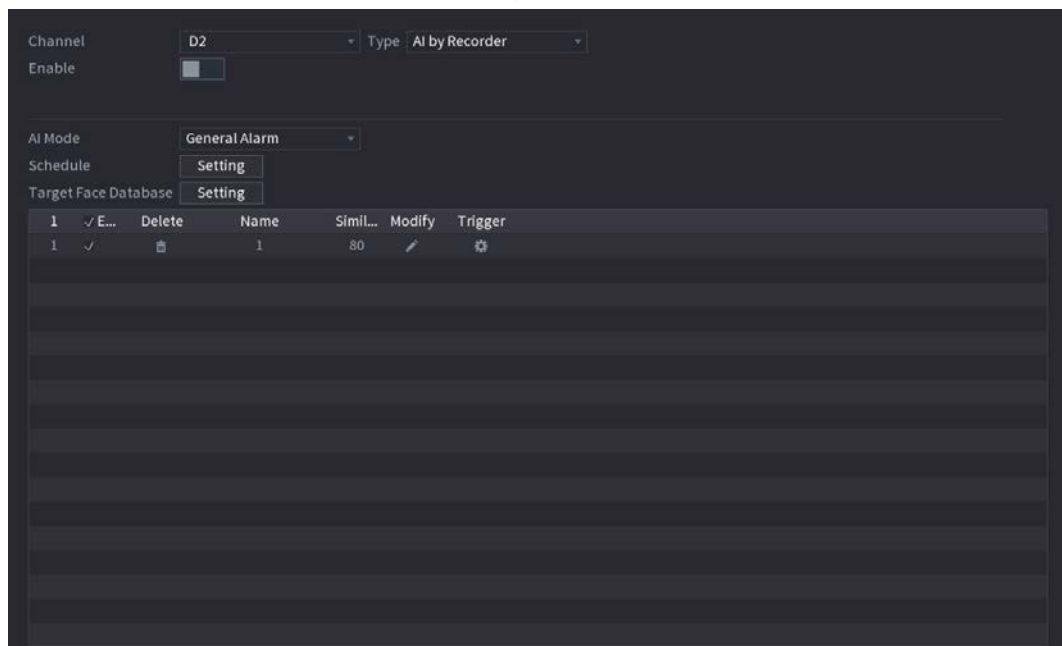 Channel D2 Type AI by Recorder
Enable
AI Mode General Alarm
Schedule Setting
Target Face Database Setting
1 E... Delete Name Simil... Modify Trigger
1 1 80